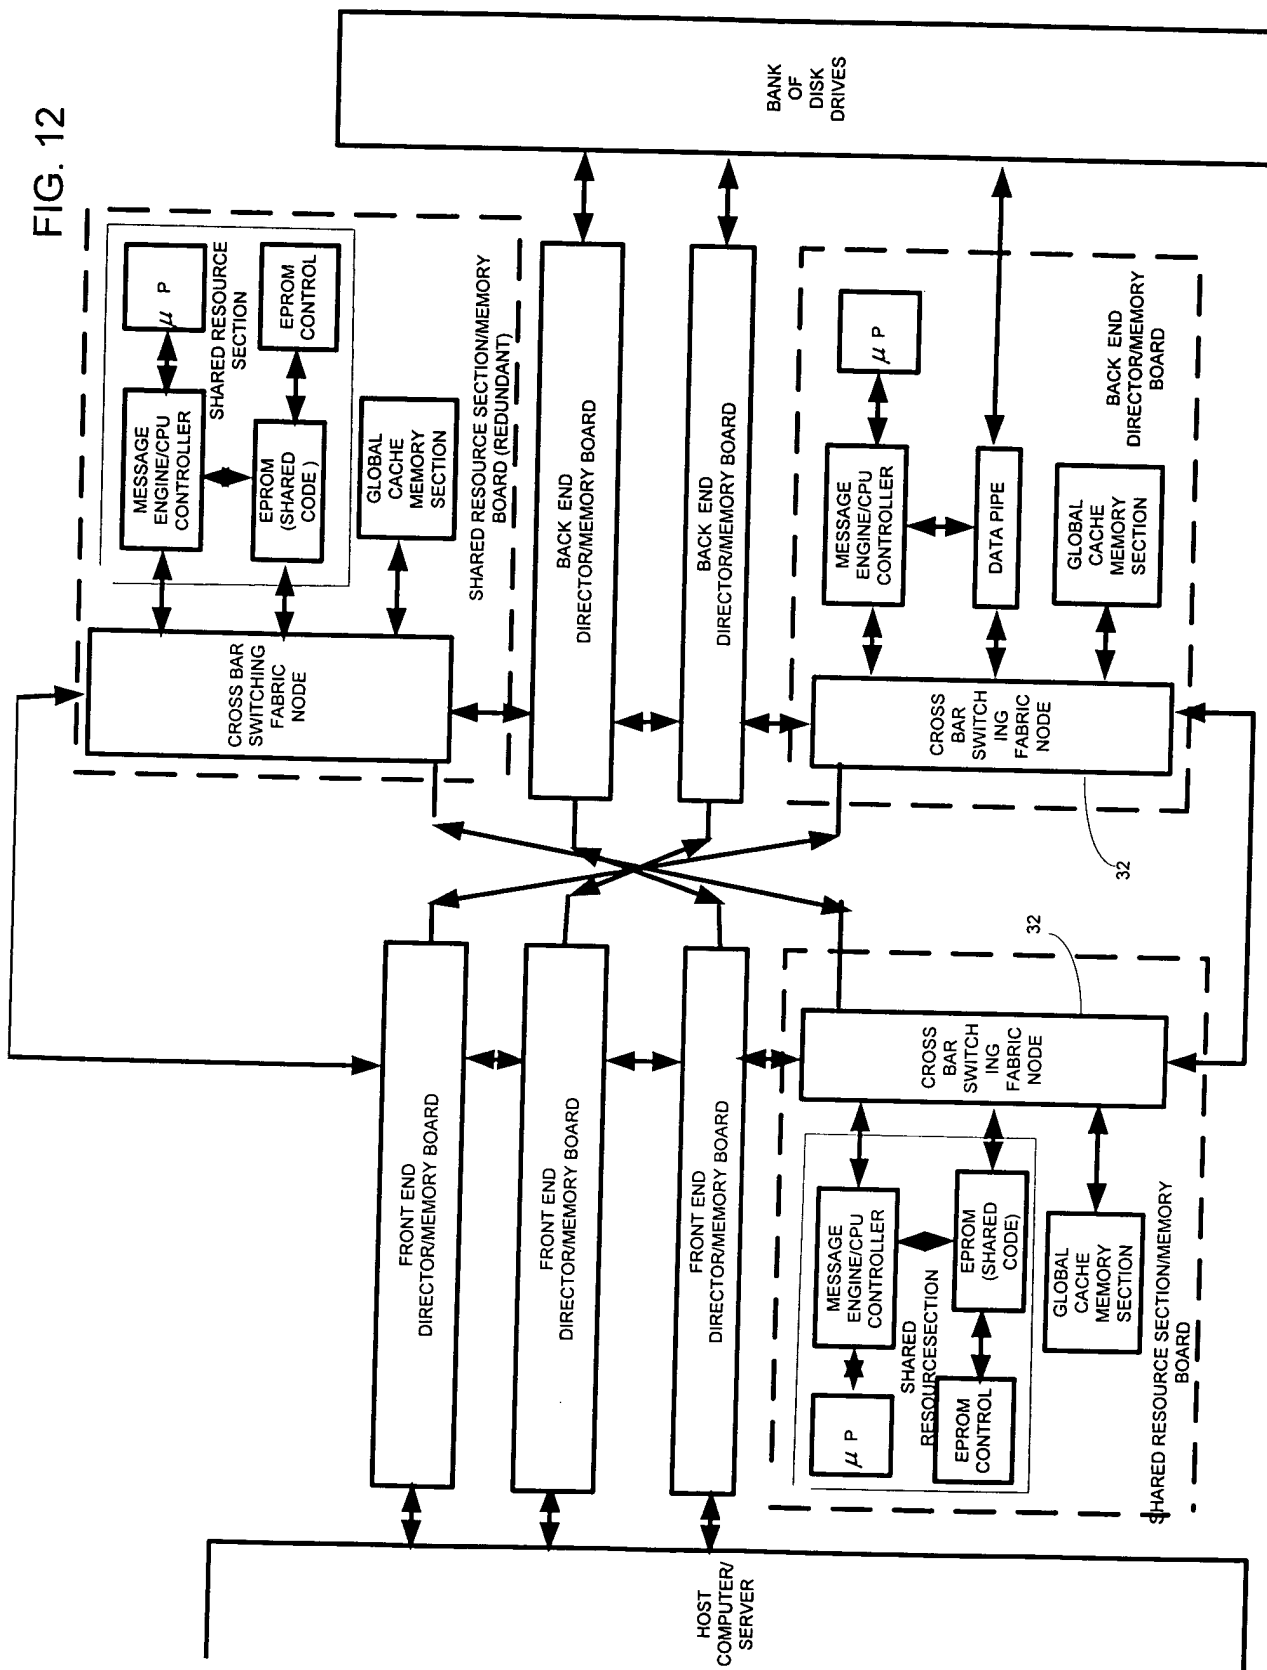 FIG. 12
BANK
OF
DISK
DRIVES
μ P
EPROM
CONTROL
SHARED RESOURCE
SECTION
MESSAGE
ENGINE/CPU
CONTROLLER
EPROM
(SHARED
CODE )
GLOBAL
CACHE
MEMORY
SECTION
SHARED RESOURCE SECTION/MEMORY
BOARD (REDUNDANT)
CROSS BAR
SWITCHING
FABRIC
NODE
BACK END
DIRECTOR/MEMORY BOARD
BACK END
DIRECTOR/MEMORY BOARD
μ P
MESSAGE
ENGINE/CPU
CONTROLLER
DATA PIPE
GLOBAL
CACHE
MEMORY
SECTION
BACK END
DIRECTOR/MEMORY
BOARD
CROSS
BAR
SWITCH
ING
FABRIC
NODE
32
FRONT END
DIRECTOR/MEMORY BOARD
FRONT END
DIRECTOR/MEMORY BOARD
FRONT END
DIRECTOR/MEMORY BOARD
32
CROSS
BAR
SWITCH
ING
FABRIC
NODE
MESSAGE
ENGINE/CPU
CONTROLLER
EPROM
(SHARED
CODE)
SHARED
RESOURCESECTION
μ P
EPROM
CONTROL
GLOBAL
CACHE
MEMORY
SECTION
SHARED RESOURCE SECTION/MEMORY
BOARD
HOST
COMPUTER/
SERVER